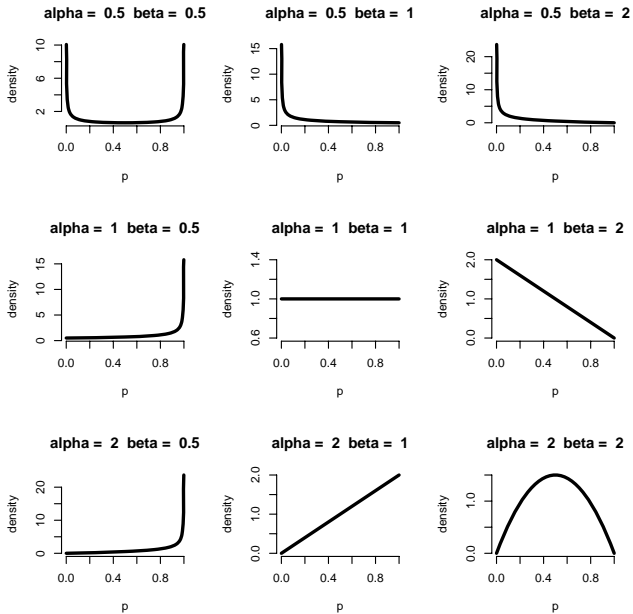 alpha = 0.5 beta = 0.5
alpha = 0.5 beta = 1
alpha = 0.5 beta = 2
density
2
6
10
0.0
0.4
0.8
p
density
0
5
10
15
0.0
0.4
0.8
p
density
0
10
20
0.0
0.4
0.8
p
alpha = 1 beta = 0.5
alpha = 1 beta = 1
alpha = 1 beta = 2
density
0
5
10
15
0.0
0.4
0.8
p
density
0.6
1.0
1.4
0.0
0.4
0.8
p
density
0.0
1.0
2.0
0.0
0.4
0.8
p
alpha = 2 beta = 0.5
alpha = 2 beta = 1
alpha = 2 beta = 2
density
0
10
20
0.0
0.4
0.8
p
density
0.0
1.0
2.0
0.0
0.4
0.8
p
density
0.0
1.0
0.0
0.4
0.8
p